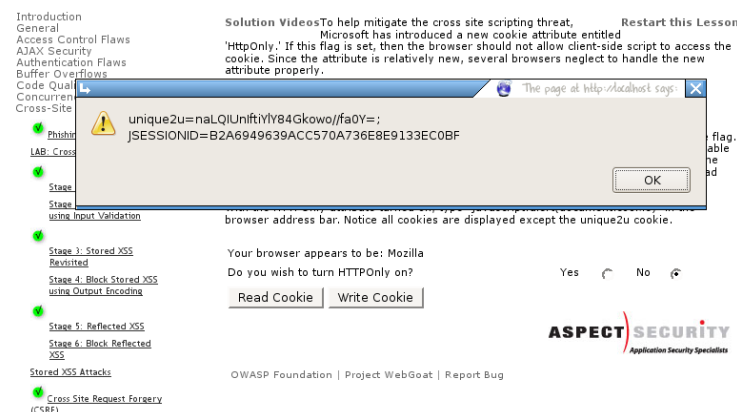 Introduction
General
Access Control Flaws
AJAX Security
Authentication Flaws
Buffer Overflows
Code Quali
Concurren
Cross-Site
Phishin
LAB: Cross
Stage
Stage
using Input Validation
Stage 3: Stored XSS
Revisited
Stage 4: Block Stored XSS
using Output Encoding
Stage 5: Reflected XSS
Stage 6: Block Reflected
XSS
Stored XSS Attacks
Cross Site Request Forgery
(CSRF)
Solution Videos To help mitigate the cross site scripting threat, Restart this Lesson
Microsoft has introduced a new cookie attribute entitled
'HttpOnly.' If this flag is set, then the browser should not allow client-side script to access the
cookie. Since the attribute is relatively new, several browsers neglect to handle the new
attribute properly.
The page at http://localhost says:
unique2u=naLQIUnIftiYlY84Gkowo//fa0Y=;
JSESSIONID=B2A6949639ACC570A736E8E9133EC0BF
OK
flag.
able
he
ad
browser address bar. Notice all cookies are displayed except the unique2u cookie.
Your browser appears to be: Mozilla
Do you wish to turn HTTPOnly on? Yes No
Read Cookie Write Cookie
ASPECT SECURITY
Application Security Specialists
OWASP Foundation | Project WebGoat | Report Bug